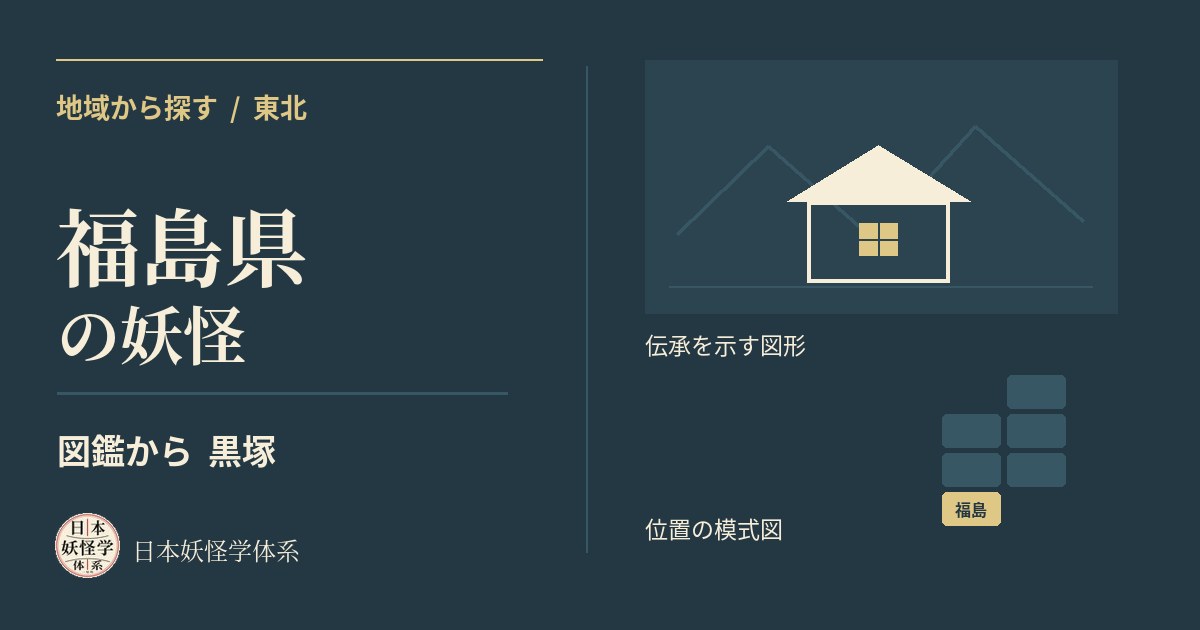 地域から探す / 東北
福島県
の妖怪
図鑑から 黒塚
日本
妖怪学
体系
日本妖怪学体系
伝承を示す図形
福島
位置の模式図